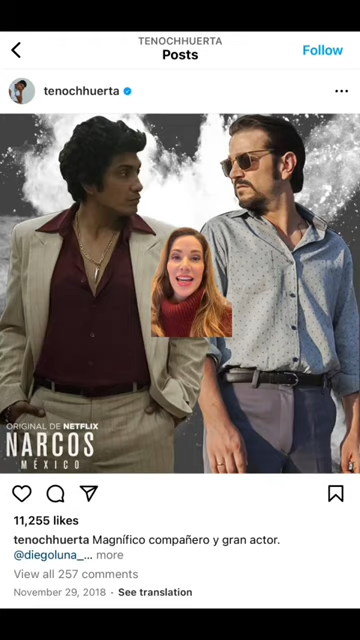 TENOCHHUERTA
Posts
Follow
tenochhuerta
ORIGINAL DE NETFLIX
NARCOS
MÉXICO
11,255 likes
tenochhuerta Magnífico compañero y gran actor.
@diegoluna_... more
View all 257 comments
November 29, 2018 · See translation